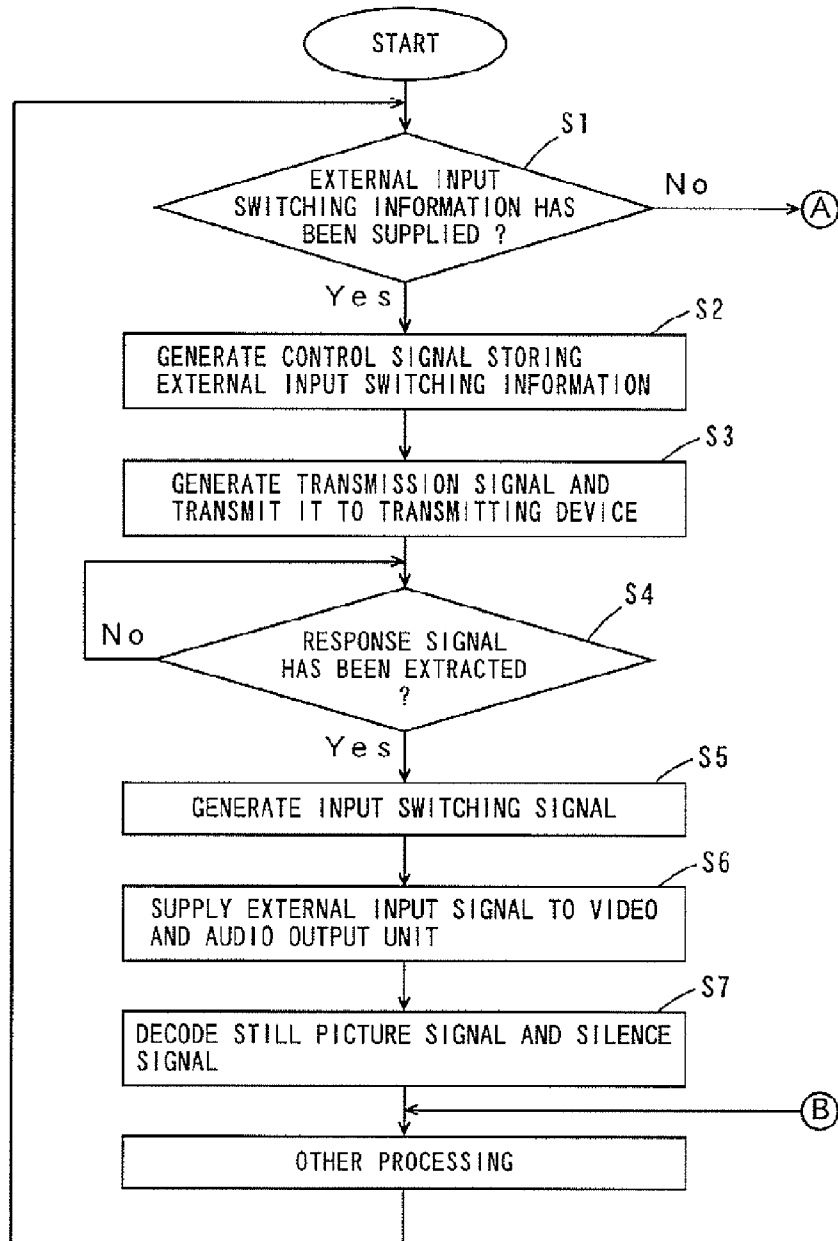 START
S1
EXTERNAL INPUT
SWITCHING INFORMATION HAS
BEEN SUPPLIED ?
No
A
Yes
S2
GENERATE CONTROL SIGNAL STORING
EXTERNAL INPUT SWITCHING INFORMATION
S3
GENERATE TRANSMISSION SIGNAL AND
TRANSMIT IT TO TRANSMITTING DEVICE
S4
No
RESPONSE SIGNAL
HAS BEEN EXTRACTED
?
Yes
S5
GENERATE INPUT SWITCHING SIGNAL
S6
SUPPLY EXTERNAL INPUT SIGNAL TO VIDEO
AND AUDIO OUTPUT UNIT
S7
DECODE STILL PICTURE SIGNAL AND SILENCE
SIGNAL
B
OTHER PROCESSING